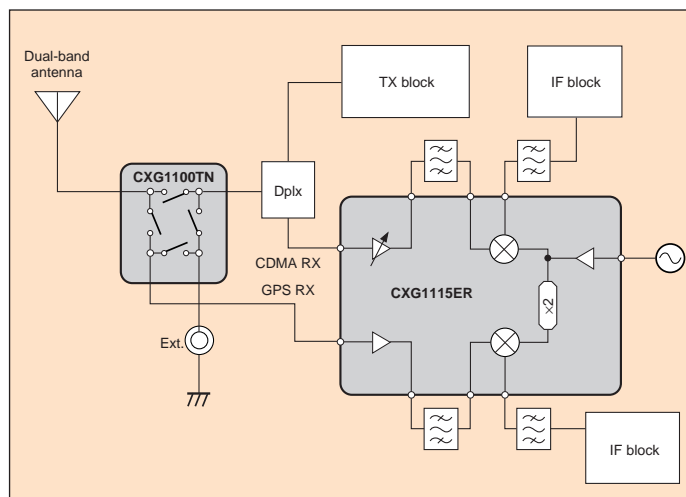 Dual-band
antenna
TX block
IF block
CXG1100TN
Dplx
CDMA RX
GPS RX
CXG1115ER
×2
Ext.
IF block